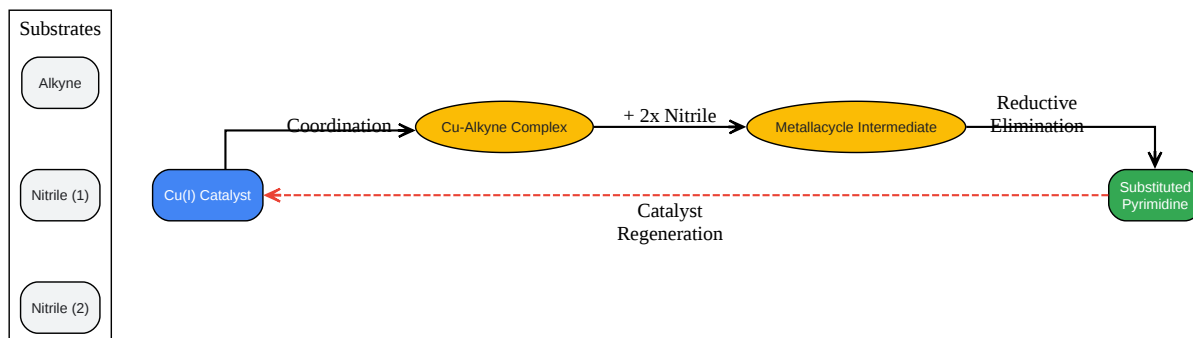 Substrates
Alkyne
Nitrile (1)
Nitrile (2)
Cu(I) Catalyst
Coordination
Cu-Alkyne Complex
+ 2x Nitrile
Metallacycle Intermediate
Reductive
Elimination
Substituted
Pyrimidine
Catalyst
Regeneration